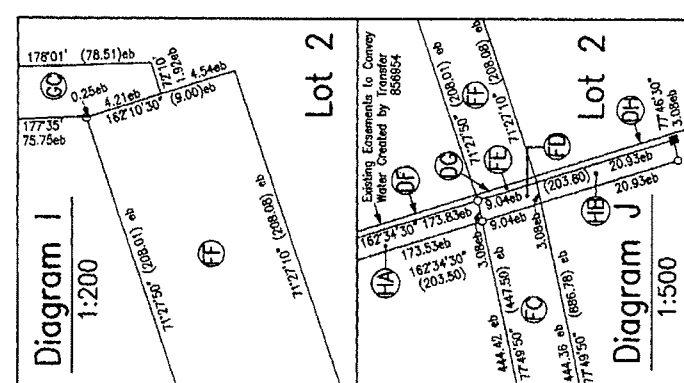 Diagram I
1:200
178°01' (78.51)eb
GC
0.25eb
177°35'
75.75eb
4.21eb
162°10'30" (9.00)eb
72°10'
1.92eb
4.54eb
Lot 2
71°27'50" (208.01) eb
FF
71°27'10" (208.08) eb
Diagram J
1:500
Existing Easements to Convey
Water Created by Transfer
856954
Lot 2
71°27'50" (208.01) eb
FF
71°27'10" (208.08) eb
DF
DG
FE
FD
DH
77°46'30"
3.08eb
162°34'30" 173.83eb
9.04eb
20.93eb
HA
173.53eb
162°34'30"
(203.50)
3.08eb
9.04eb
3.08eb
(203.60)
HB
20.93eb
444.42 eb (447.50) eb
77°49'50"
FC
444.36 eb (686.76) eb
77°49'50"